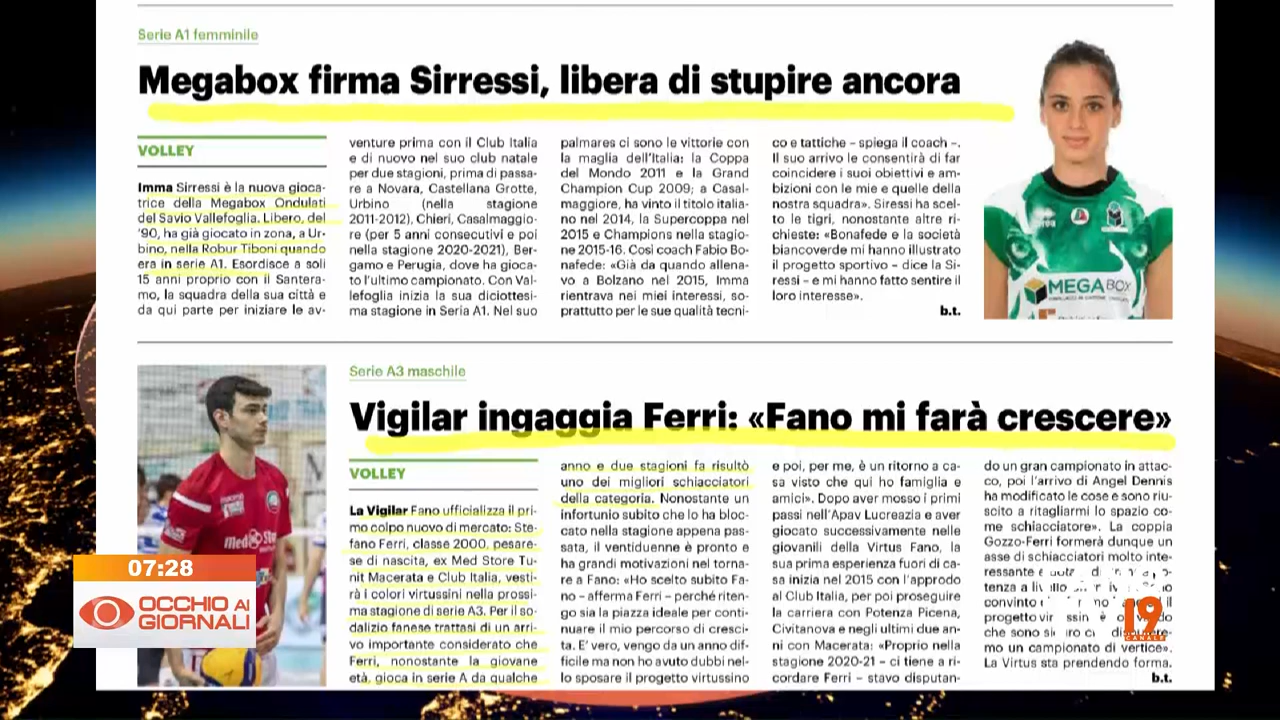 Serie A1 femminile
Megabox firma Sirressi, libera di stupire ancora
VOLLEY
Imma Sirressi è la nuova gioca-
trice della Megabox Ondulati
del Savio Vallefoglia. Libero, del
'90, ha già giocato in zona, a Ur-
bino, nella Robur Tiboni quando
era in serie A1. Esordisce a soli
15 anni proprio con il Santera-
mo, la squadra della sua città e
da qui parte per iniziare le av-
venture prima con il Club Italia
e di nuovo nel suo club natale
per due stagioni, prima di passa-
re a Novara, Castellana Grotte,
Urbino (nella stagione
2011-2012), Chieri, Casalmaggio-
re (per 5 anni consecutivi e poi
nella stagione 2020-2021), Ber-
gamo e Perugia, dove ha gioca-
to l'ultimo campionato. Con Val-
lefoglia inizia la sua diciottesi-
ma stagione in Seria A1. Nel suo
palmares ci sono le vittorie con
la maglia dell'Italia: la Coppa
del Mondo 2011 e la Grand
Champion Cup 2009; a Casal-
maggiore, ha vinto il titolo italia-
no nel 2014, la Supercoppa nel
2015 e Champions nella stagio-
ne 2015-16. Così coach Fabio Bo-
nafede: «Già da quando allena-
vo a Bolzano nel 2015, Imma
rientrava nei miei interessi, so-
prattutto per le sue qualità tecni-
co e tattiche – spiega il coach –.
Il suo arrivo le consentirà di far
coincidere i suoi obiettivi e am-
bizioni con le mie e quelle della
nostra squadra». Siressi ha scel-
to le tigri, nonostante altre ri-
chieste: «Bonafede e la società
biancoverde mi hanno illustrato
il progetto sportivo – dice la Si-
ressi – e mi hanno fatto sentire il
loro interesse».
b.t.
MEGABOX
Serie A3 maschile
Vigilar ingaggia Ferri: «Fano mi farà crescere»
VOLLEY
La Vigilar Fano ufficializza il pri-
mo colpo nuovo di mercato: Ste-
fano Ferri, classe 2000, pesare-
se di nascita, ex Med Store Tu-
nit Macerata e Club Italia, vesti-
rà i colori virtussini nella prossi-
ma stagione di serie A3. Per il so-
dalizio fanese trattasi di un arri-
vo importante considerato che
Ferri, nonostante la giovane
età, gioca in serie A da qualche
anno e due stagioni fa risultò
uno dei migliori schiacciatori
della categoria. Nonostante un
infortunio subito che lo ha bloc-
cato nella stagione appena pas-
sata, il ventiduenne è pronto e
ha grandi motivazioni nel torna-
re a Fano: «Ho scelto subito Fa-
no – afferma Ferri – perché riten-
go sia la piazza ideale per conti-
nuare il mio percorso di cresci-
ta. E' vero, vengo da un anno dif-
ficile ma non ho avuto dubbi nel-
lo sposare il progetto virtussino
e poi, per me, è un ritorno a ca-
sa visto che qui ho famiglia e
amici». Dopo aver mosso i primi
passi nell'Apav Lucreazia e aver
giocato successivamente nelle
giovanili della Virtus Fano, la
sua prima esperienza fuori di ca-
sa inizia nel 2015 con l'approdo
al Club Italia, per poi proseguire
la carriera con Potenza Picena,
Civitanova e negli ultimi due an-
ni con Macerata: «Proprio nella
stagione 2020-21 – ci tiene a ri-
cordare Ferri – stavo disputan-
do un gran campionato in attac-
co, poi l'arrivo di Angel Dennis
ha modificato le cose e sono riu-
scito a ritagliarmi lo spazio co-
me schiacciatore». La coppia
Gozzo-Ferri formerà dunque un
asse di schiacciatori molto inte-
ressante
tenza a
convinto
progetto
che sono
mo un campionato di vertice».
La Virtus sta prendendo forma.
b.t.
Med Store
07:28
OCCHIO AI
GIORNALI
19
CANALE